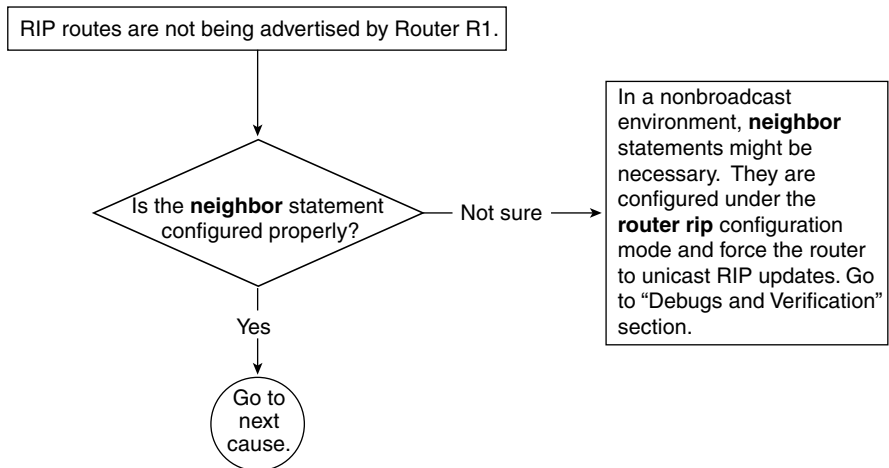 RIP routes are not being advertised by Router R1.
Is the neighbor statement
configured properly?
Not sure
In a nonbroadcast
environment, neighbor
statements might be
necessary. They are
configured under the
router rip configuration
mode and force the router
to unicast RIP updates. Go
to “Debugs and Verification”
section.
Yes
Go to
next
cause.